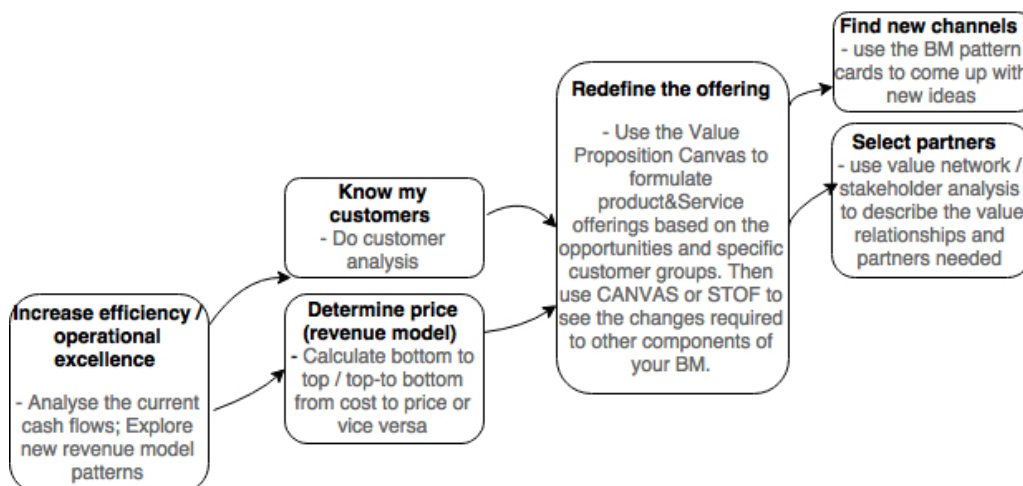 Increase efficiency /
operational
excellence
- Analyse the current
cash flows; Explore
new revenue model
patterns
Know my
customers
- Do customer
analysis
Determine price
(revenue model)
- Calculate bottom to
top / top-to bottom
from cost to price or
vice versa
Redefine the offering
- Use the Value
Proposition Canvas to
formulate
product&Service
offerings based on the
opportunities and specific
customer groups. Then
use CANVAS or STOF to
see the changes required
to other components of
your BM.
Find new channels
- use the BM pattern
cards to come up with
new ideas
Select partners
- use value network /
stakeholder analysis
to describe the value
relationships and
partners needed